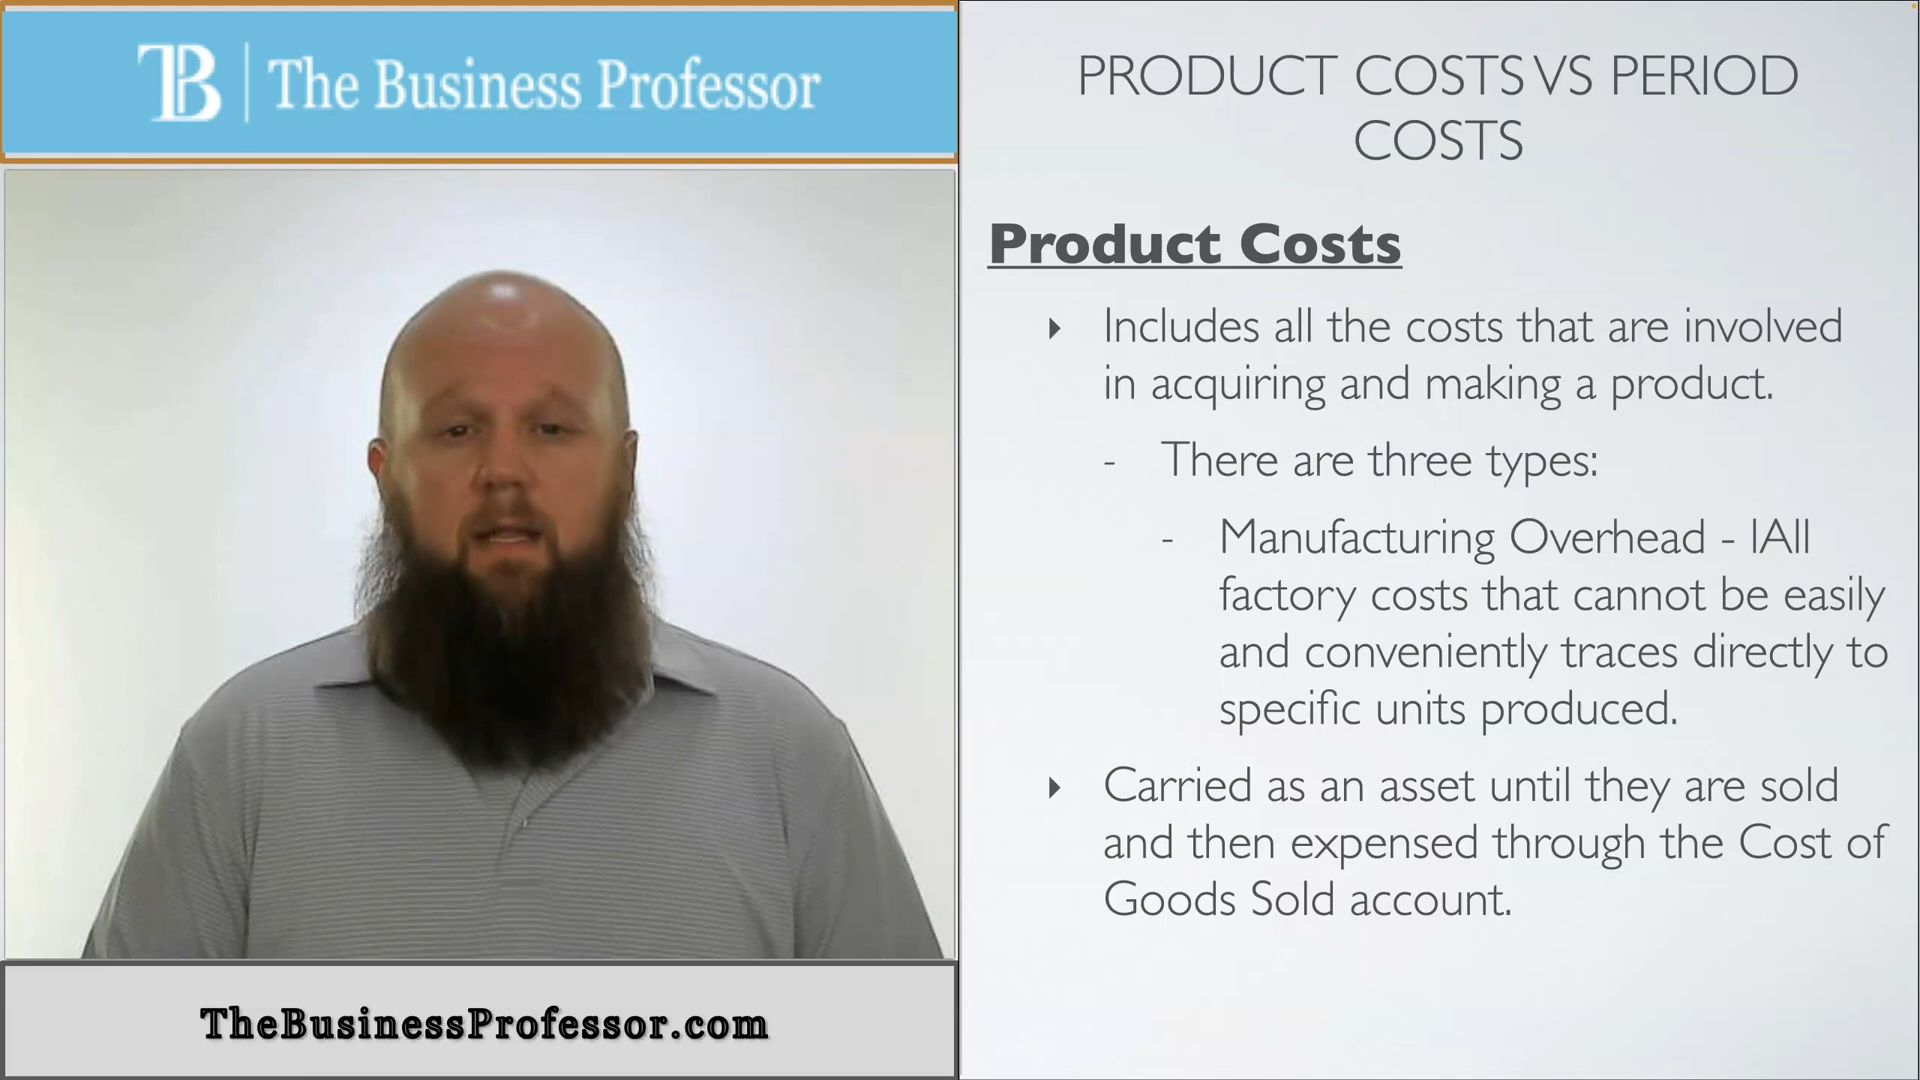 TB | The Business Professor
TheBusinessProfessor.com
PRODUCT COSTS VS PERIOD
COSTS
Product Costs
‣ Includes all the costs that are involved
in acquiring and making a product.
- There are three types:
- Manufacturing Overhead - lAll
factory costs that cannot be easily
and conveniently traces directly to
specific units produced.
‣ Carried as an asset until they are sold
and then expensed through the Cost of
Goods Sold account.